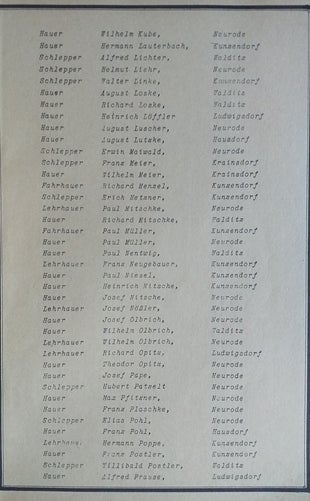 Hauer Wilhelm Kube, Neurode
Hauer Hermann Lauterbach, Kunzendorf
Schlepper Alfred Lichter, Walditz
Schlepper Helmut Liehr, Neurode
Schlepper Walter Linke, Kunzendorf
Hauer August Loske, Walditz
Hauer Richard Loske, Walditz
Hauer Heinrich Löffler Ludwigsdorf
Hauer August Luscher, Neurode
Hauer August Lutzke, Hausdorf
Schlepper Erwin Maiwald, Neurode
Schlepper Franz Meier, Krainsdorf
Hauer Wilhelm Meier, Krainsdorf
Fahrhauer Richard Menzel, Kunzendorf
Schlepper Erich Metzner, Kunzendorf
Lehrhauer Paul Mitschke, Neurode
Hauer Richard Mitschke, Walditz
Fahrhauer Paul Müller, Kunzendorf
Hauer Paul Müller, Neurode
Hauer Paul Nentwig, Walditz
Lehrhauer Franz Neugebauer, Kunzendorf
Hauer Paul Niesel, Kunzendorf
Hauer Heinrich Nitsche, Kunzendorf
Hauer Josef Nitsche, Neurode
Lehrhauer Josef Neurode
Hauer Josef Olbrich, Neurode
Hauer Wilhelm Olbrich, Walditz
Lehrhauer Wilhelm Olbrich, Neurode
Lehrhauer Richard Opitz, Ludwigsdorf
Hauer Theodor Opitz, Neurode
Hauer Josef Pape, Neurode
Schlepper Hubert Patzelt Neurode
Hauer Max Pfitzner, Neurode
Hauer Franz Plaschke, Neurode
Schlepper Elias Pohl, Neurode
Hauer Franz Pohl, Hausdorf
Lehrhauer Hermann Poppe, Kunzendorf
Hauer Franz Postler, Kunzendorf
Schlepper Willibald Postler, Walditz
Hauer Alfred Prause, Ludwigsdorf